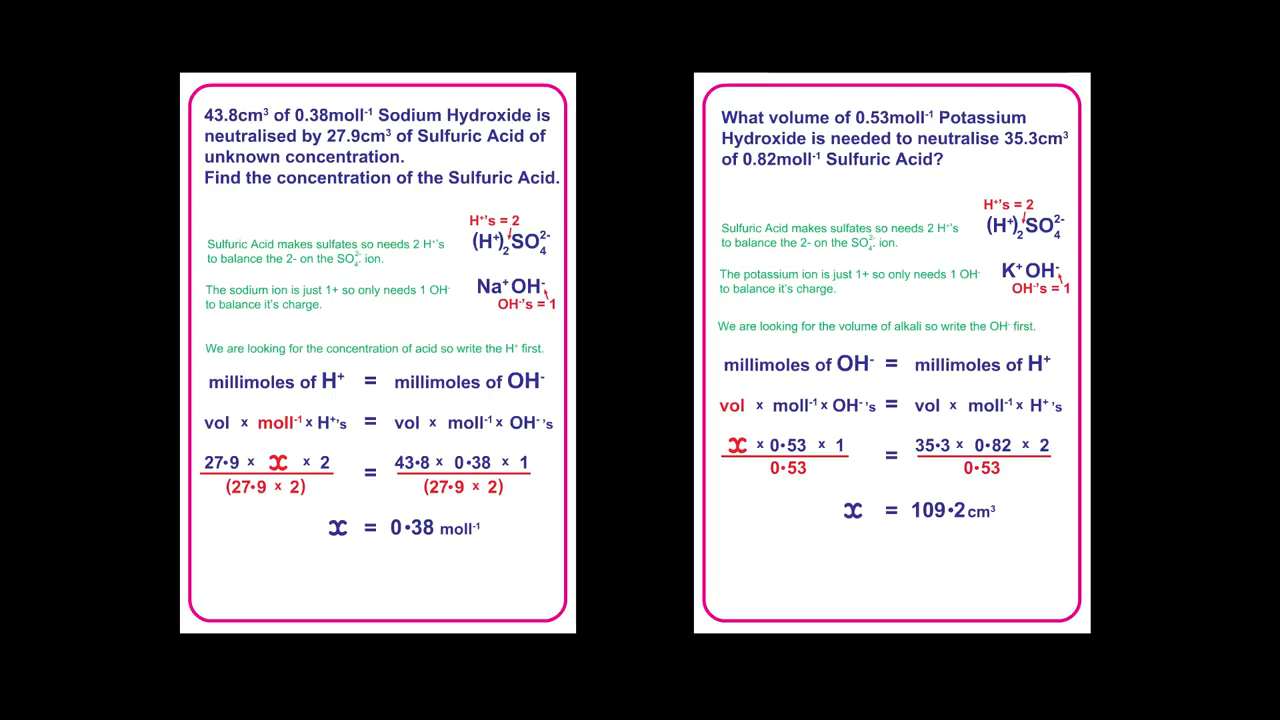 43.8cm³ of 0.38moll⁻¹ Sodium Hydroxide is
neutralised by 27.9cm³ of Sulfuric Acid of
unknown concentration.
Find the concentration of the Sulfuric Acid.
H⁺'s = 2
Sulfuric Acid makes sulfates so needs 2 H⁺'s
to balance the 2- on the SO₄²⁻ ion.
(H⁺)₂SO₄²⁻
The sodium ion is just 1+ so only needs 1 OH⁻
to balance it's charge.
Na⁺OH⁻
OH⁻'s = 1
We are looking for the concentration of acid so write the H⁺ first.
millimoles of H⁺ = millimoles of OH⁻
vol x moll⁻¹ x H⁺'s = vol x moll⁻¹ x OH⁻'s
27•9 x x x 2 = 43•8 x 0•38 x 1
(27•9 x 2) (27•9 x 2)
x = 0•38 moll⁻¹
What volume of 0.53moll⁻¹ Potassium
Hydroxide is needed to neutralise 35.3cm³
of 0.82moll⁻¹ Sulfuric Acid?
H⁺'s = 2
Sulfuric Acid makes sulfates so needs 2 H⁺'s
to balance the 2- on the SO₄²⁻ ion.
(H⁺)₂SO₄²⁻
The potassium ion is just 1+ so only needs 1 OH⁻
to balance it's charge.
K⁺OH⁻
OH⁻'s = 1
We are looking for the volume of alkali so write the OH⁻ first.
millimoles of OH⁻ = millimoles of H⁺
vol x moll⁻¹ x OH⁻'s = vol x moll⁻¹ x H⁺'s
x x 0•53 x 1 = 35•3 x 0•82 x 2
0•53 0•53
x = 109•2 cm³